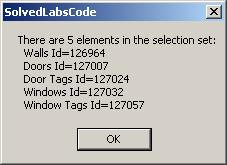 SolvedLabsCode
There are 5 elements in the selection set:
Walls Id=126964
Doors Id=127007
Door Tags Id=127024
Windows Id=127032
Window Tags Id=127057
OK